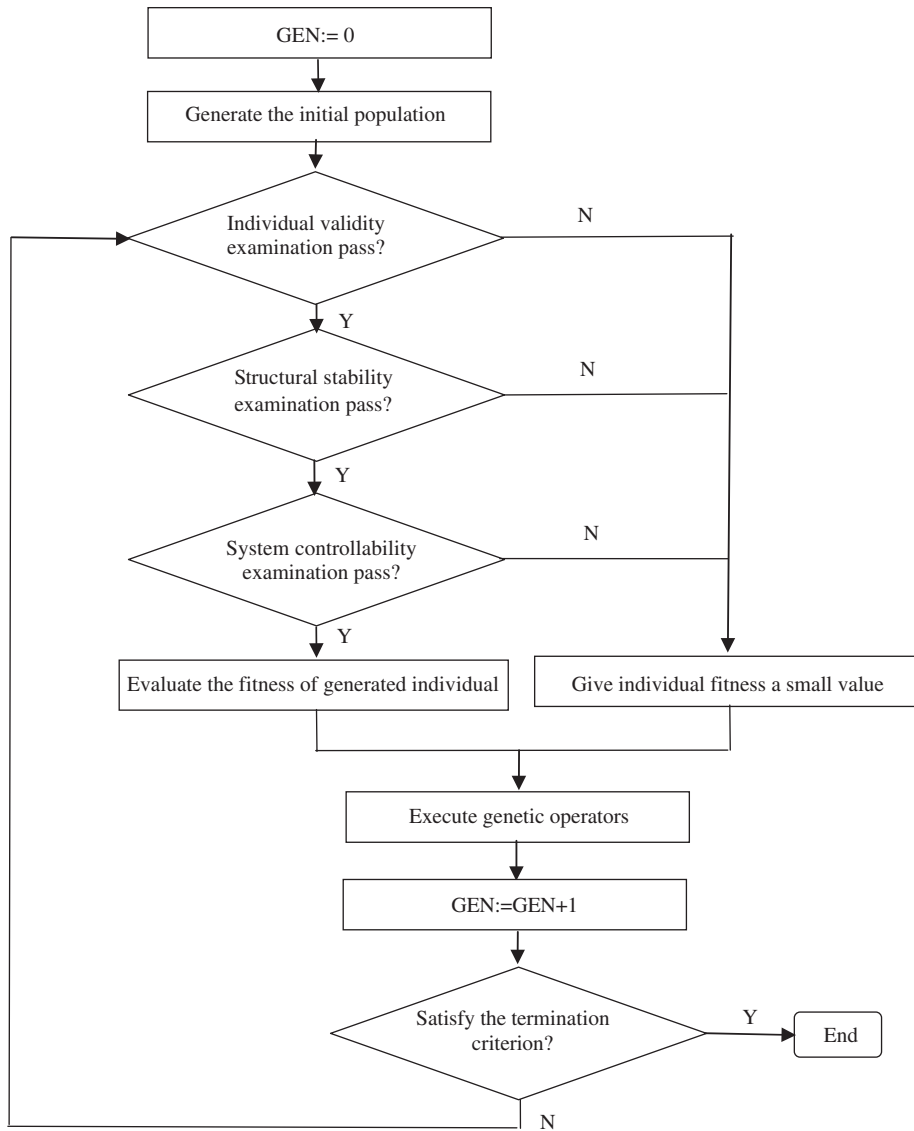 GEN:= 0
Generate the initial population
Individual validity
examination pass?
N
Y
Structural stability
examination pass?
N
Y
System controllability
examination pass?
N
Y
Evaluate the fitness of generated individual
Give individual fitness a small value
Execute genetic operators
GEN:=GEN+1
Satisfy the termination
criterion?
Y
End
N